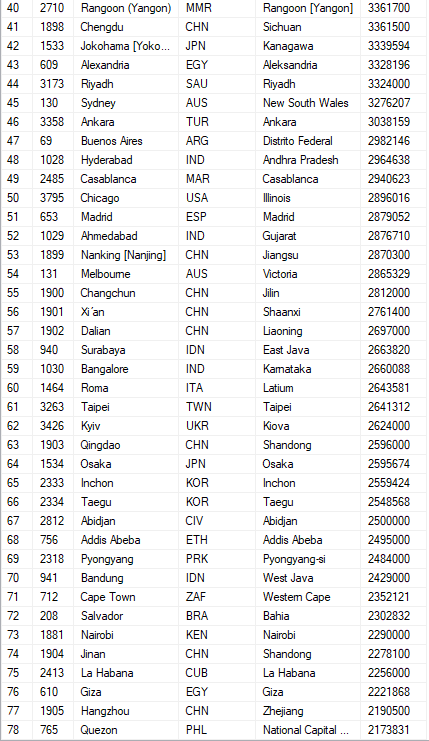 40 2710 Rangoon (Yangon) MMR Rangoon [Yangon] 3361700
41 1898 Chengdu CHN Sichuan 3361500
42 1533 Jokohama [Yoko... JPN Kanagawa 3339594
43 609 Alexandria EGY Aleksandria 3328196
44 3173 Riyadh SAU Riyadh 3324000
45 130 Sydney AUS New South Wales 3276207
46 3358 Ankara TUR Ankara 3038159
47 69 Buenos Aires ARG Distrito Federal 2982146
48 1028 Hyderabad IND Andhra Pradesh 2964638
49 2485 Casablanca MAR Casablanca 2940623
50 3795 Chicago USA Illinois 2896016
51 653 Madrid ESP Madrid 2879052
52 1029 Ahmedabad IND Gujarat 2876710
53 1899 Nanking [Nanjing] CHN Jiangsu 2870300
54 131 Melbourne AUS Victoria 2865329
55 1900 Changchun CHN Jilin 2812000
56 1901 Xi´an CHN Shaanxi 2761400
57 1902 Dalian CHN Liaoning 2697000
58 940 Surabaya IDN East Java 2663820
59 1030 Bangalore IND Karnataka 2660088
60 1464 Roma ITA Latium 2643581
61 3263 Taipei TWN Taipei 2641312
62 3426 Kyiv UKR Kiova 2624000
63 1903 Qingdao CHN Shandong 2596000
64 1534 Osaka JPN Osaka 2595674
65 2333 Inchon KOR Inchon 2559424
66 2334 Taegu KOR Taegu 2548568
67 2812 Abidjan CIV Abidjan 2500000
68 756 Addis Abeba ETH Addis Abeba 2495000
69 2318 Pyongyang PRK Pyongyang-si 2484000
70 941 Bandung IDN West Java 2429000
71 712 Cape Town ZAF Western Cape 2352121
72 208 Salvador BRA Bahia 2302832
73 1881 Nairobi KEN Nairobi 2290000
74 1904 Jinan CHN Shandong 2278100
75 2413 La Habana CUB La Habana 2256000
76 610 Giza EGY Giza 2221868
77 1905 Hangzhou CHN Zhejiang 2190500
78 765 Quezon PHL National Capital ... 2173831